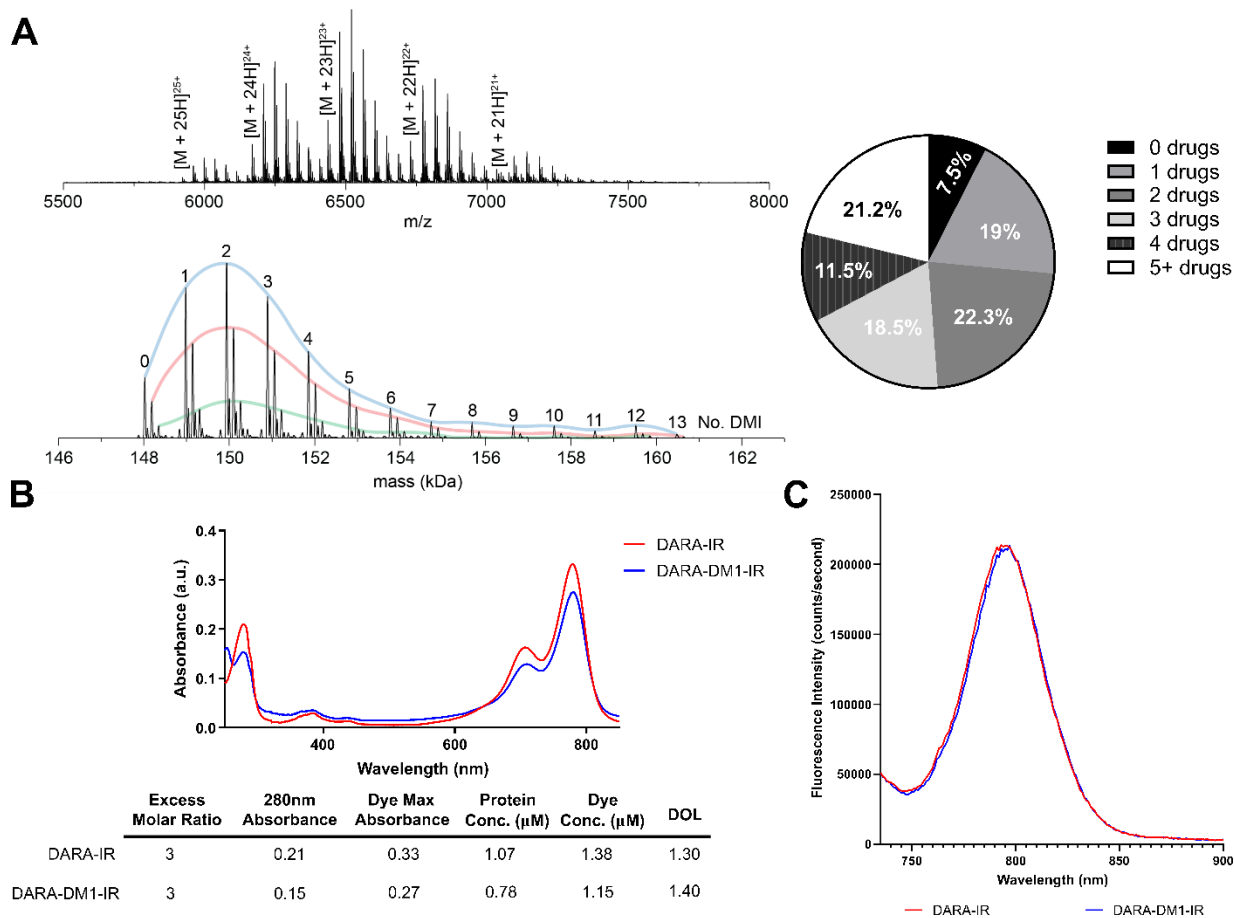 A
[M + 25H]25+
[M + 24H]24+
[M + 23H]23+
[M + 22H]22+
[M + 21H]21+
5500 6000 6500 7000 7500 8000
m/z
0 1 2 3 4 5 6 7 8 9 10 11 12 13 No. DMI
146 148 150 152 154 156 158 160 162
mass (kDa)
7.5%
19%
22.3%
18.5%
11.5%
21.2%
0 drugs
1 drugs
2 drugs
3 drugs
4 drugs
5+ drugs
B
0.4
0.3
0.2
0.1
0.0
Absorbance (a.u.)
400 600 800
Wavelength (nm)
DARA-IR
DARA-DM1-IR
Excess Molar Ratio 280nm Absorbance Dye Max Absorbance Protein Conc. (µM) Dye Conc. (µM) DOL
DARA-IR 3 0.21 0.33 1.07 1.38 1.30
DARA-DM1-IR 3 0.15 0.27 0.78 1.15 1.40
C
250000
200000
150000
100000
50000
0
Fluorescence Intensity (counts/second)
750 800 850 900
Wavelength (nm)
DARA-IR DARA-DM1-IR